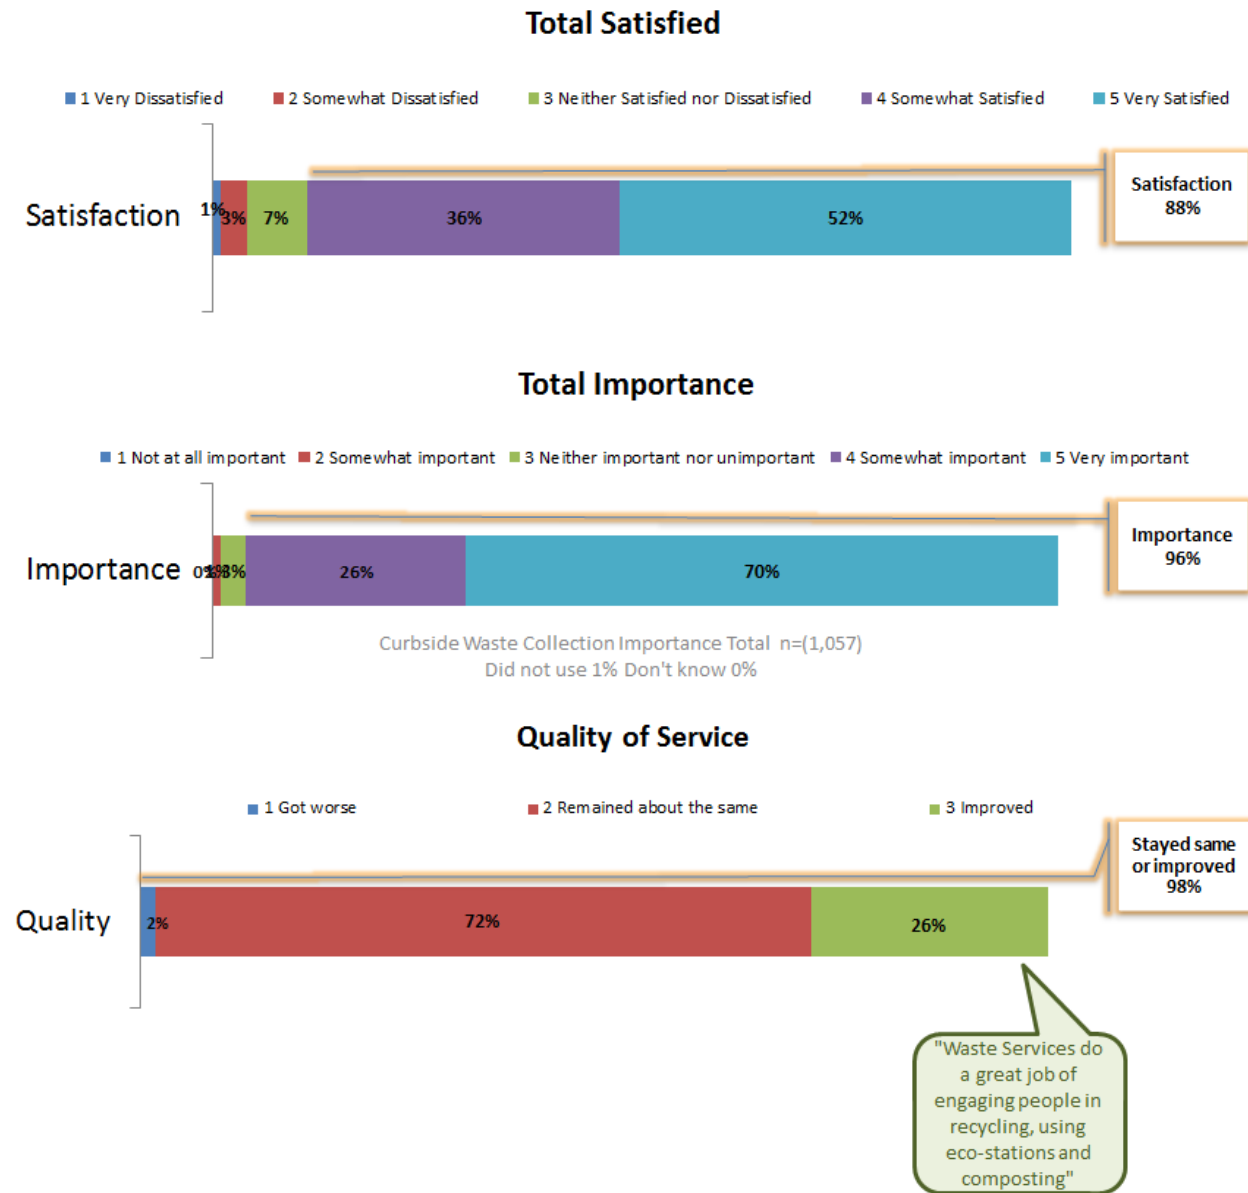 Total Satisfied
1 Very Dissatisfied 2 Somewhat Dissatisfied 3 Neither Satisfied nor Dissatisfied 4 Somewhat Satisfied 5 Very Satisfied
Satisfaction
88%
Satisfaction 1% 3% 7% 36% 52%
Total Importance
1 Not at all important 2 Somewhat important 3 Neither important nor unimportant 4 Somewhat important 5 Very important
Importance
96%
Importance 0% 1% 3% 26% 70%
Curbside Waste Collection Importance Total n=(1,057)
Did not use 1% Don't know 0%
Quality of Service
1 Got worse 2 Remained about the same 3 Improved
Stayed same
or improved
98%
Quality 2% 72% 26%
"Waste Services do
a great job of
engaging people in
recycling, using
eco-stations and
composting"